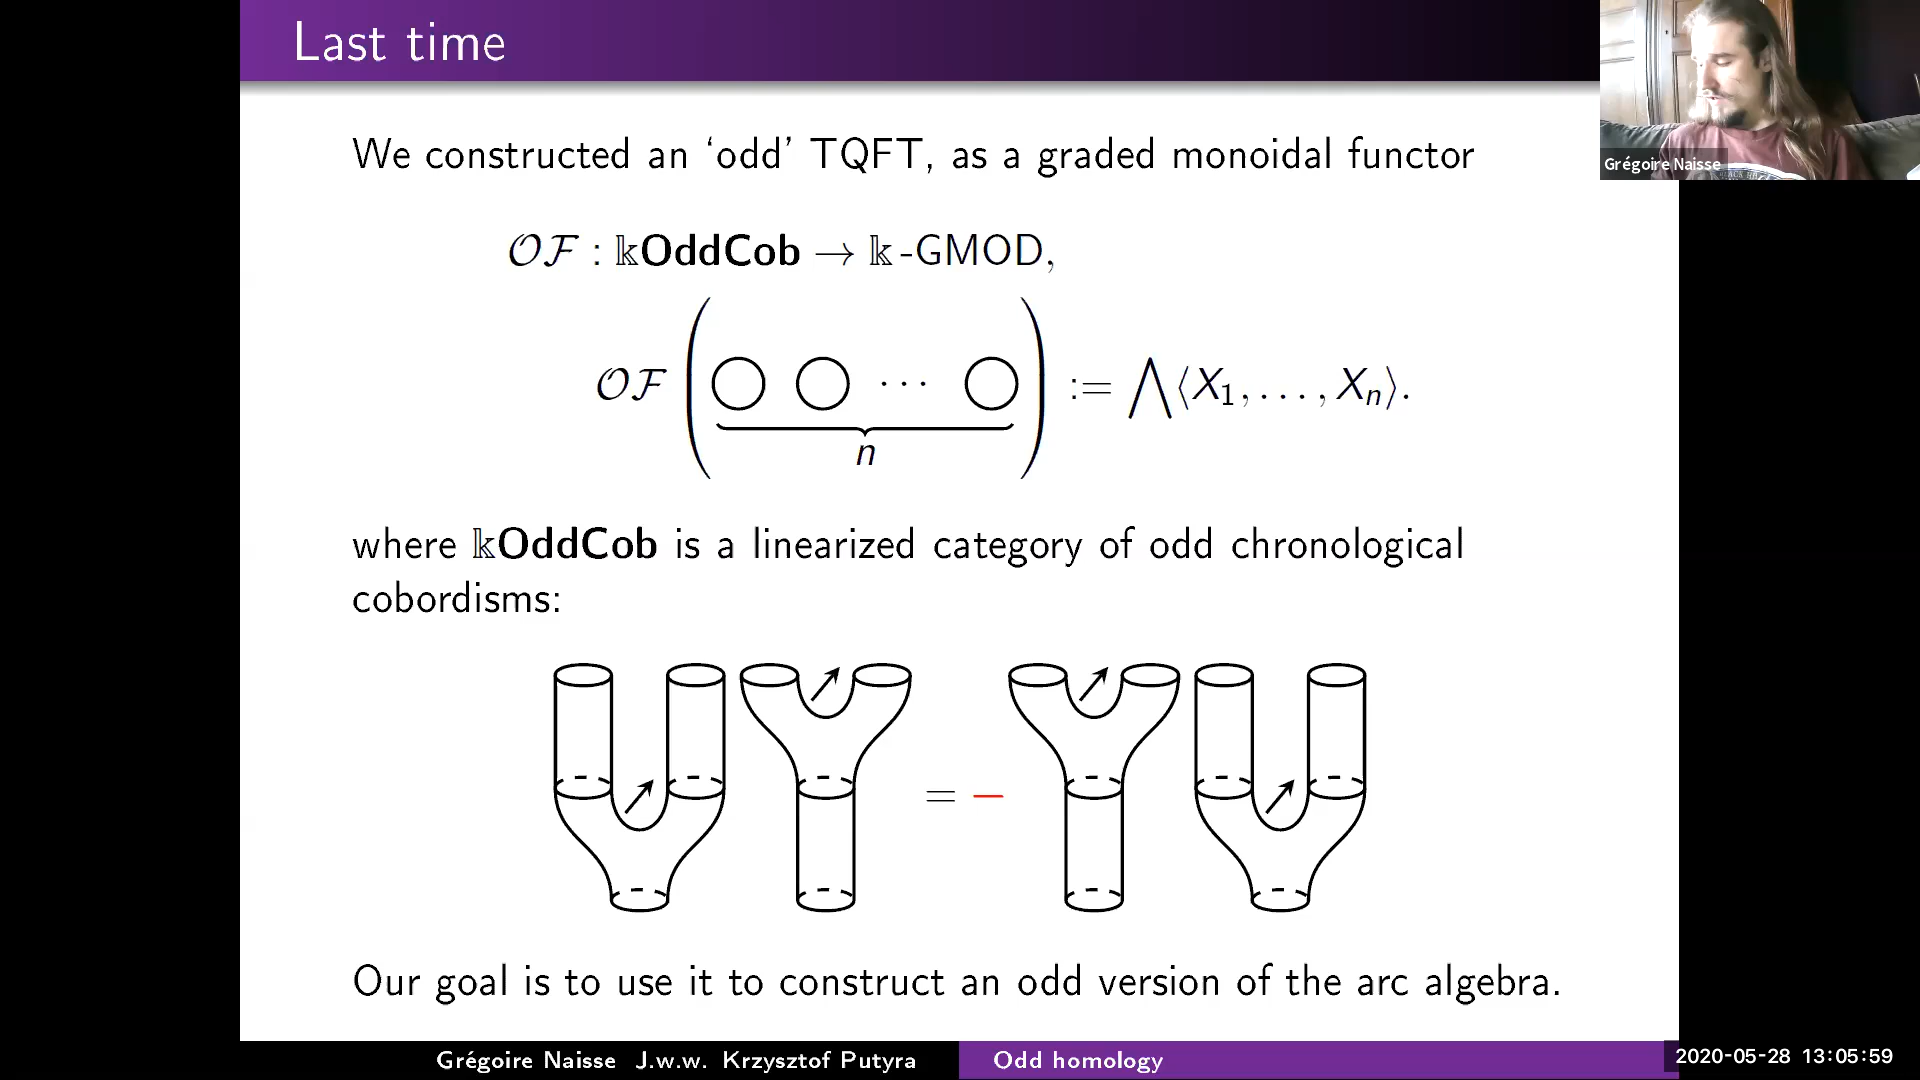 Last time
We constructed an ‘odd’ TQFT, as a graded monoidal functor
𝒪ℱ : 𝕜OddCob → 𝕜-GMOD,
𝒪ℱ ( ··· ) := ⋀⟨X₁, . . . , Xₙ⟩.
n
where 𝕜OddCob is a linearized category of odd chronological
cobordisms:
= −
Our goal is to use it to construct an odd version of the arc algebra.
Grégoire Naisse J.w.w. Krzysztof Putyra
Odd homology
Grégoire Naisse
2020-05-28 13:05:59